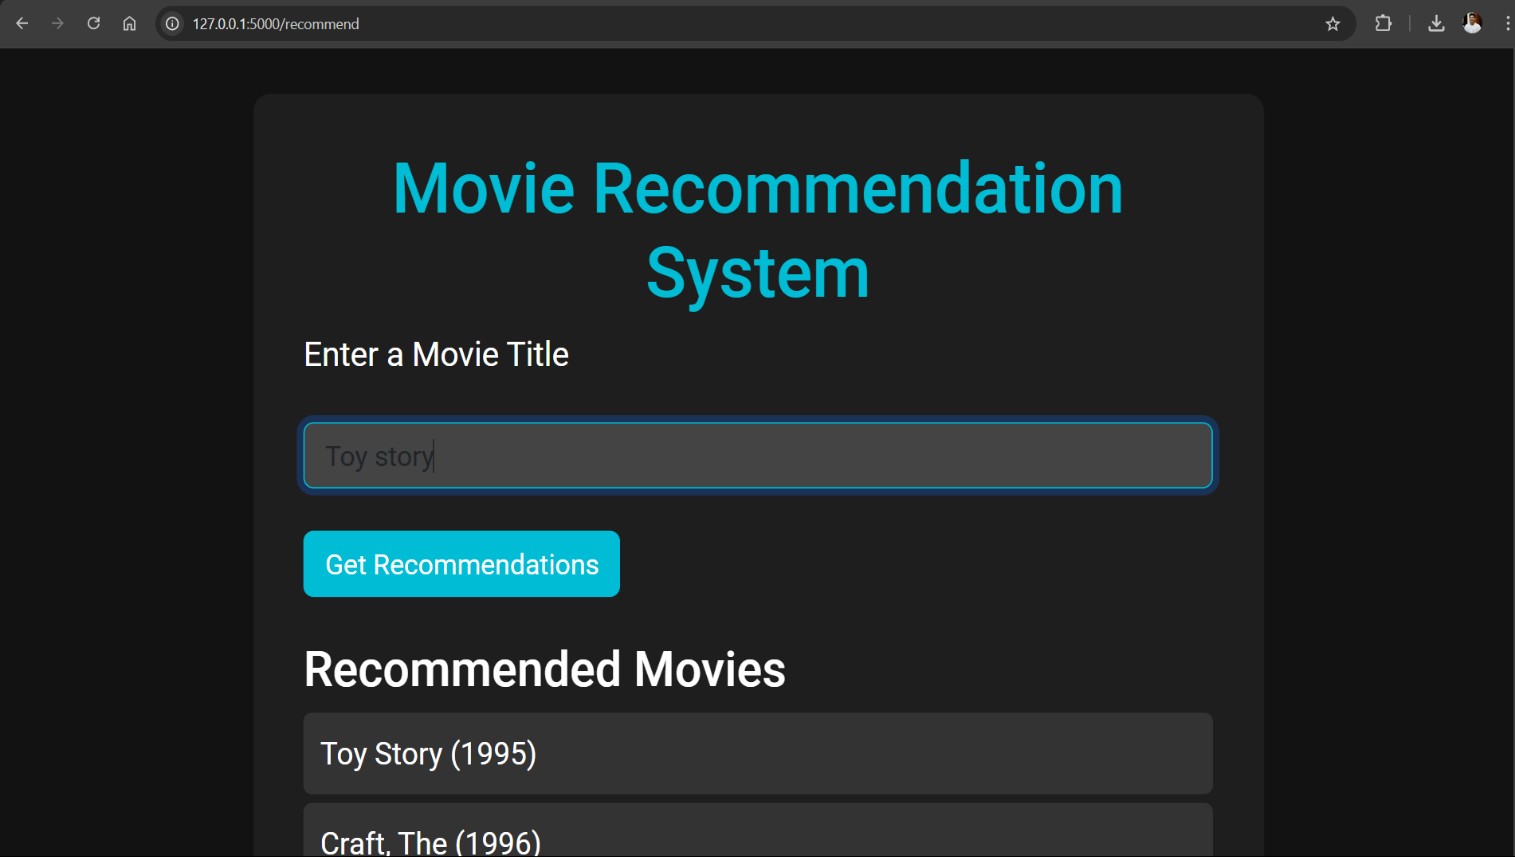 127.0.0.1:5000/recommend
Movie Recommendation
System
Enter a Movie Title
Toy story
Get Recommendations
Recommended Movies
Toy Story (1995)
Craft, The (1996)